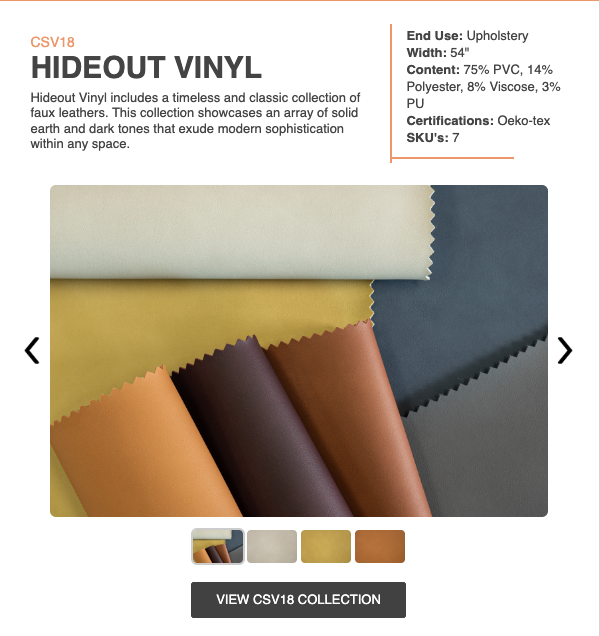 CSV18
HIDEOUT VINYL
Hideout Vinyl includes a timeless and classic collection of
faux leathers. This collection showcases an array of solid
earth and dark tones that exude modern sophistication
within any space.
End Use: Upholstery
Width: 54"
Content: 75% PVC, 14%
Polyester, 8% Viscose, 3%
PU
Certifications: Oeko-tex
SKU's: 7
VIEW CSV18 COLLECTION